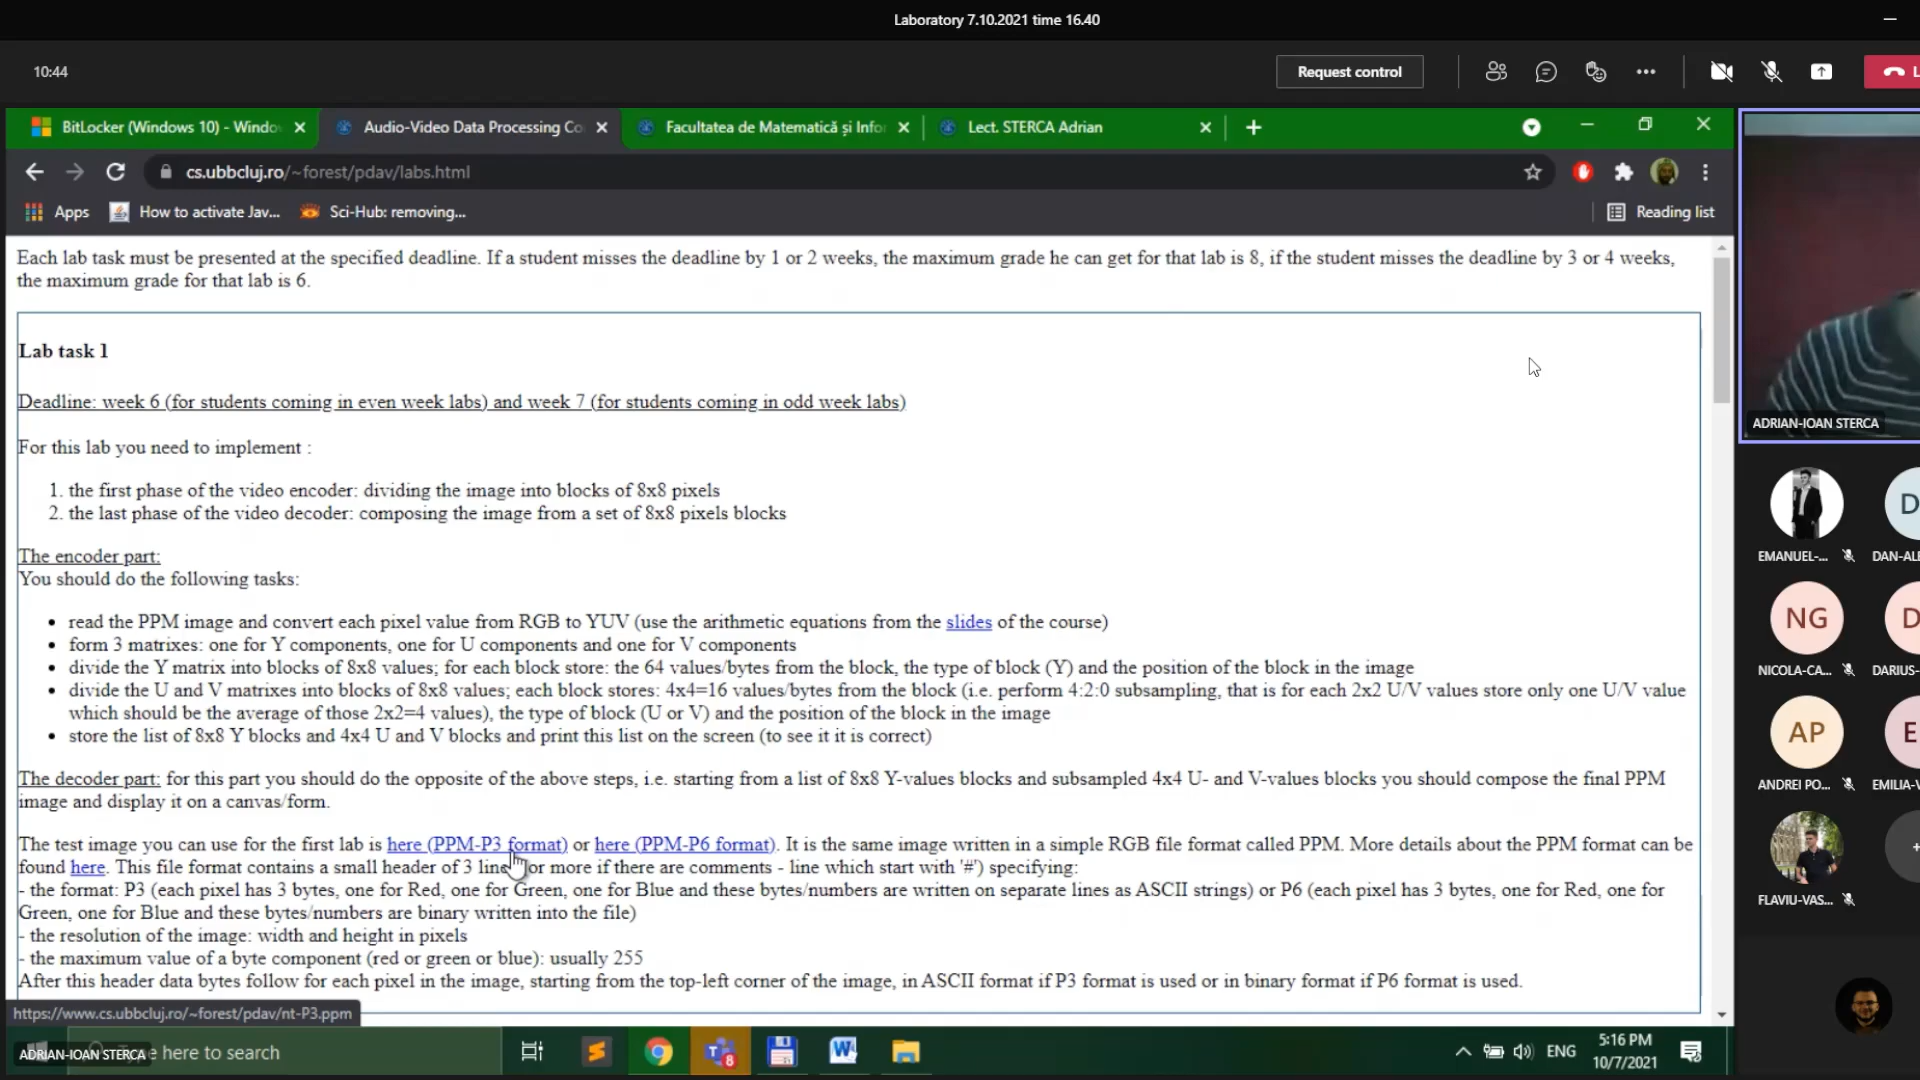 Laboratory 7.10.2021 time 16.40
10:44
Request control
BitLocker (Windows 10) - Windo
Audio-Video Data Processing Co
Facultatea de Matematică și Info
Lect. STERCA Adrian
cs.ubbcluj.ro/~forest/pdav/labs.html
Apps
How to activate Jav...
Sci-Hub: removing...
Reading list
Each lab task must be presented at the specified deadline. If a student misses the deadline by 1 or 2 weeks, the maximum grade he can get for that lab is 8, if the student misses the deadline by 3 or 4 weeks,
the maximum grade for that lab is 6.
Lab task 1
Deadline: week 6 (for students coming in even week labs) and week 7 (for students coming in odd week labs)
For this lab you need to implement :
1. the first phase of the video encoder: dividing the image into blocks of 8x8 pixels
2. the last phase of the video decoder: composing the image from a set of 8x8 pixels blocks
The encoder part:
You should do the following tasks:
• read the PPM image and convert each pixel value from RGB to YUV (use the arithmetic equations from the slides of the course)
• form 3 matrixes: one for Y components, one for U components and one for V components
• divide the Y matrix into blocks of 8x8 values; for each block store: the 64 values/bytes from the block, the type of block (Y) and the position of the block in the image
• divide the U and V matrixes into blocks of 8x8 values; each block stores: 4x4=16 values/bytes from the block (i.e. perform 4:2:0 subsampling, that is for each 2x2 U/V values store only one U/V value
which should be the average of those 2x2=4 values), the type of block (U or V) and the position of the block in the image
• store the list of 8x8 Y blocks and 4x4 U and V blocks and print this list on the screen (to see it it is correct)
The decoder part: for this part you should do the opposite of the above steps, i.e. starting from a list of 8x8 Y-values blocks and subsampled 4x4 U- and V-values blocks you should compose the final PPM
image and display it on a canvas/form.
The test image you can use for the first lab is here (PPM-P3 format) or here (PPM-P6 format). It is the same image written in a simple RGB file format called PPM. More details about the PPM format can be
found here. This file format contains a small header of 3 line or more if there are comments - line which start with '#') specifying:
- the format: P3 (each pixel has 3 bytes, one for Red, one for Green, one for Blue and these bytes/numbers are written on separate lines as ASCII strings) or P6 (each pixel has 3 bytes, one for Red, one for
Green, one for Blue and these bytes/numbers are binary written into the file)
- the resolution of the image: width and height in pixels
- the maximum value of a byte component (red or green or blue): usually 255
After this header data bytes follow for each pixel in the image, starting from the top-left corner of the image, in ASCII format if P3 format is used or in binary format if P6 format is used.
https://www.cs.ubbcluj.ro/~forest/pdav/nt-P3.ppm
ADRIAN-IOAN STERCA
here to search
8
ENG
5:16 PM
10/7/2021
ADRIAN-IOAN STERCA
D
EMANUEL-...
DAN-ALE
NG
D
NICOLA-CA...
DARIUS-
AP
E
ANDREI PO...
EMILIA-V
+
FLAVIU-VAS...